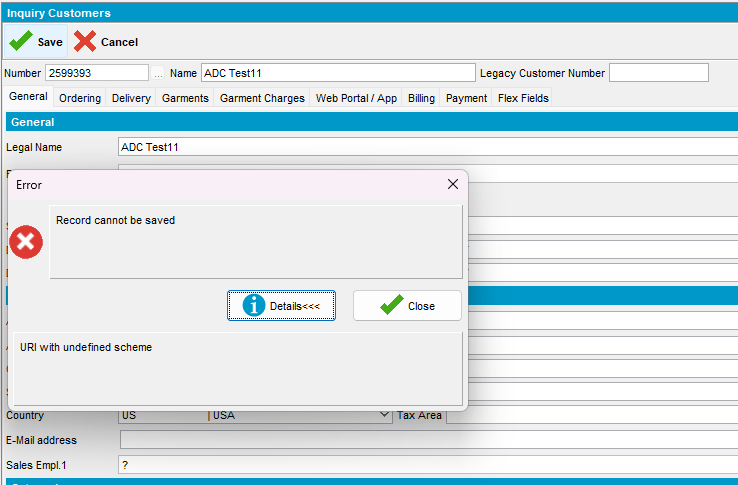 Inquiry Customers
Save Cancel
Number 2599393 ... Name ADC Test11 Legacy Customer Number
General Ordering Delivery Garments Garment Charges Web Portal / App Billing Payment Flex Fields
General
Legal Name ADC Test11
Error
Record cannot be saved
Details<<< Close
URI with undefined scheme
Country US USA Tax Area
E-Mail address
Sales Empl.1 ?